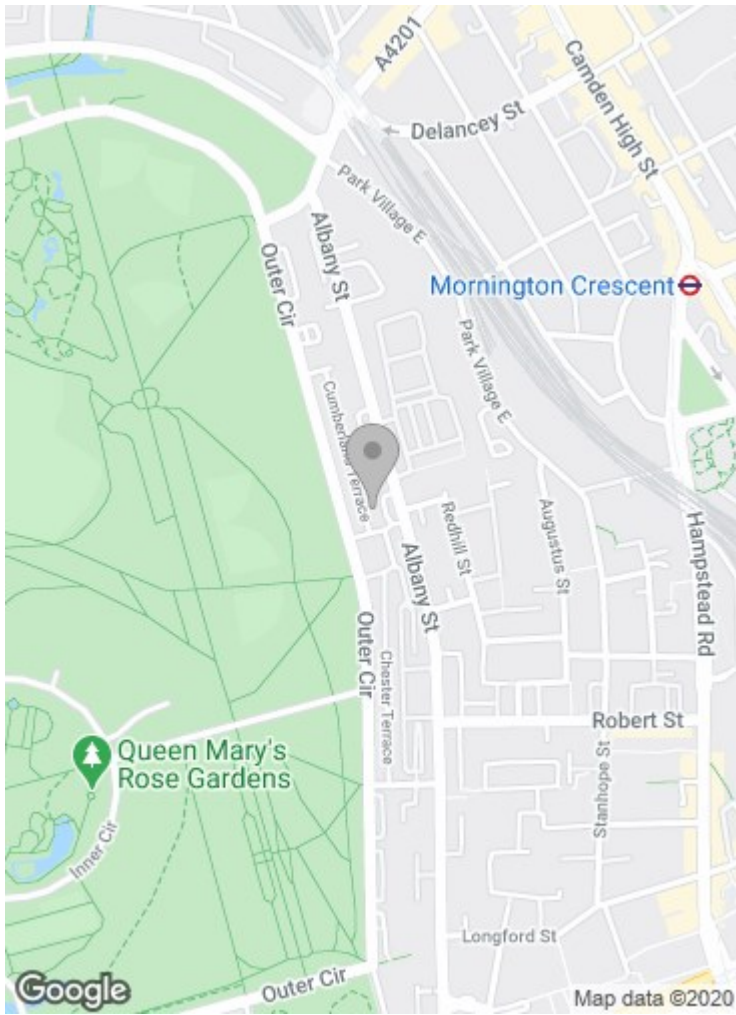 A4201
Delancey St
Camden High St
Park Village E
Albany St
Outer Cir
Mornington Crescent
Park Village E
Cumberland Terrace
Redhill St
Augustus St
Hampstead Rd
Albany St
Outer Cir
Chester Terrace
Robert St
Queen Mary's
Rose Gardens
Stanhope St
Inner Cir
Longford St
Outer Cir
Google
Map data ©2020